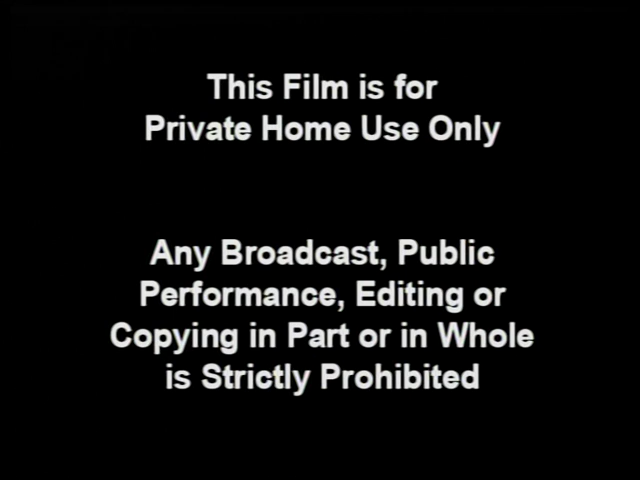 This Film is for
Private Home Use Only
Any Broadcast, Public
Performance, Editing or
Copying in Part or in Whole
is Strictly Prohibited